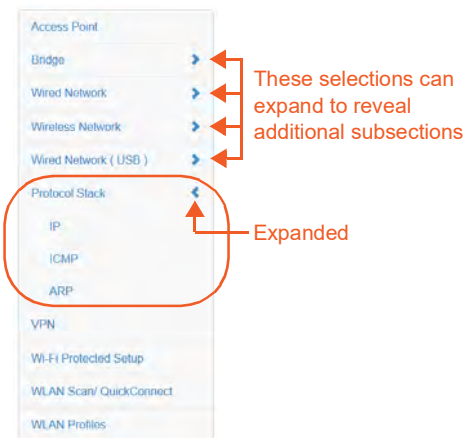 Access Point
Bridge
Wired Network
Wireless Network
Wired Network ( USB )
These selections can
expand to reveal
additional subsections
Protocol Stack
IP
Expanded
ICMP
ARP
VPN
Wi-Fi Protected Setup
WLAN Scan/ QuickConnect
WLAN Profiles